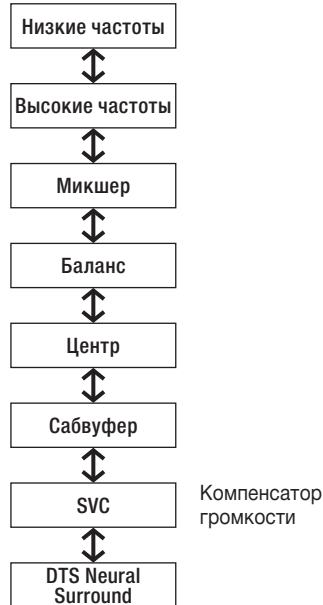 Низкие частоты
Высокие частоты
Микшер
Баланс
Центр
Сабвуфер
SVC
Компенсатор
громкости
DTS Neural
Surround